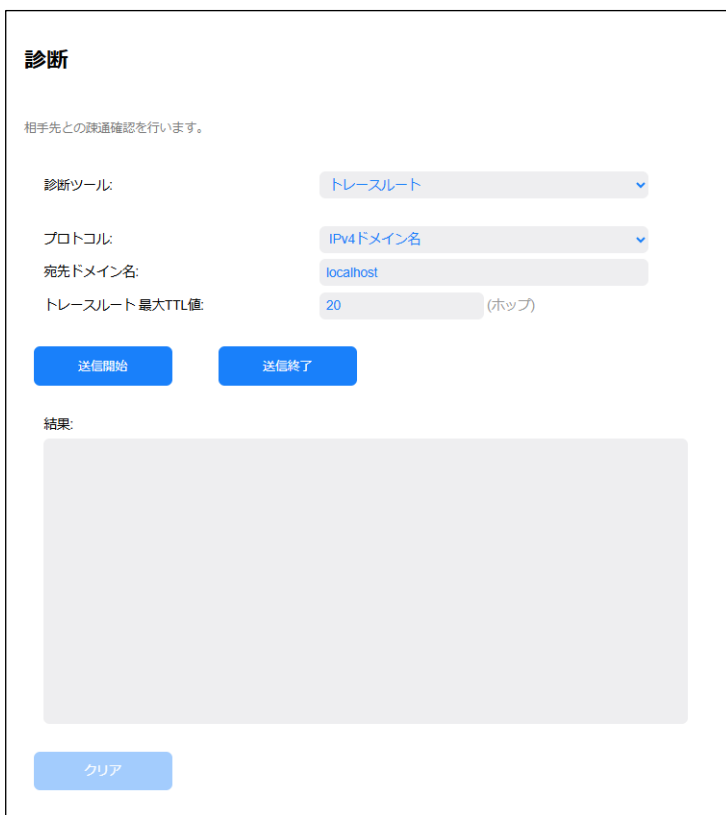 診断
相手先との疎通確認を行います。
診断ツール: トレースルート
プロトコル: IPv4ドメイン名
宛先ドメイン名: localhost
トレースルート 最大TTL値: 20 (ホップ)
送信開始 送信終了
結果:
クリア